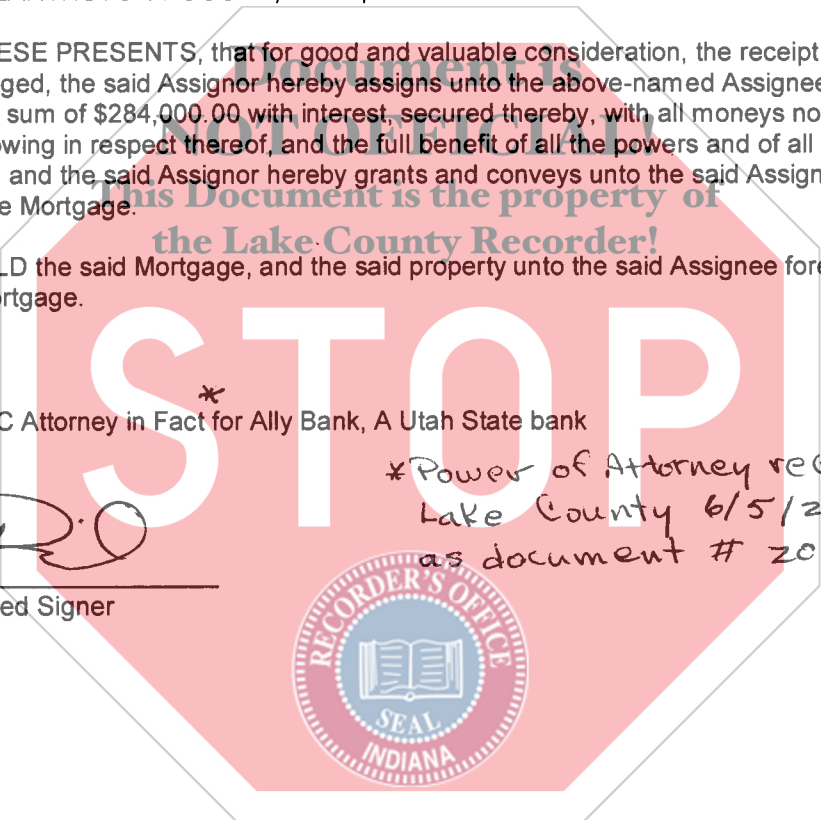 ESE PRESENTS, that for good and valuable consideration, the receipt
ged, the said Assignor hereby assigns unto the above-named Assignee
sum of $284,000.00 with interest, secured thereby, with all moneys no
wing in respect thereof, and the full benefit of all the powers and of all
and the said Assignor hereby grants and conveys unto the said Assign
e Mortgage.
LD the said Mortgage, and the said property unto the said Assignee fore
rtgage.
Document is
NOT OFFICIAL!
This Document is the property of
the Lake County Recorder!
STOP
*
C Attorney in Fact for Ally Bank, A Utah State bank
*Power of Attorney rec
Lake County 6/5/2
as document # 20
ed Signer
RECORDER'S OFFICE
SEAL
INDIANA